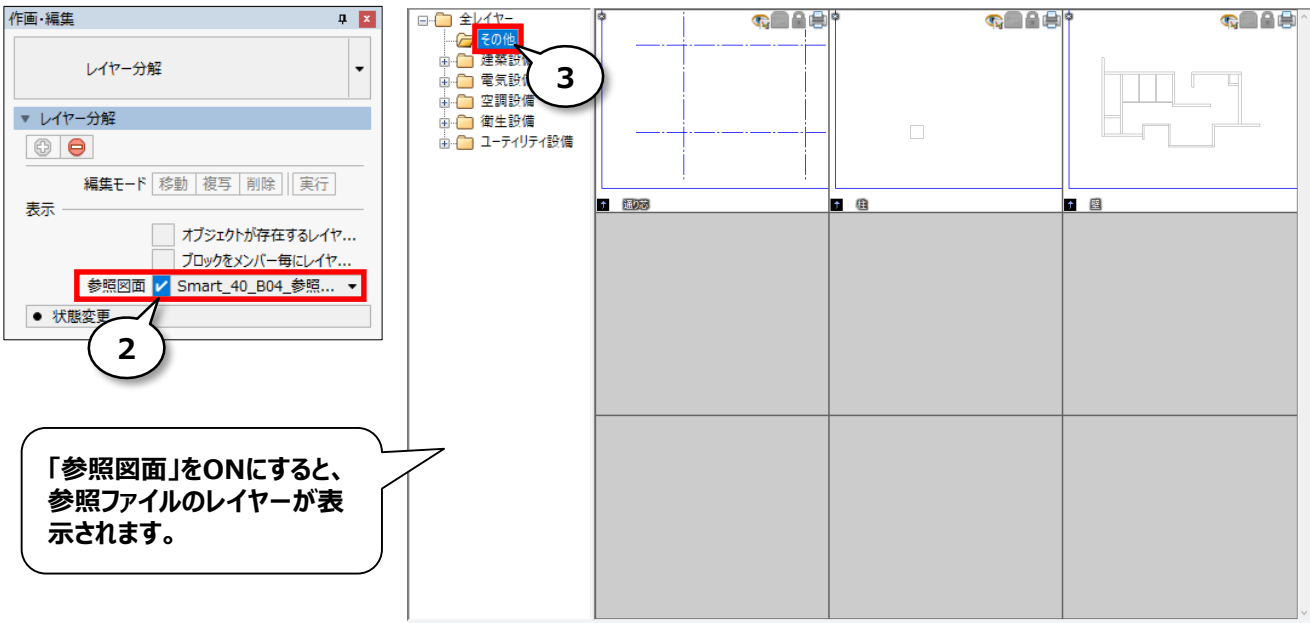 作画・編集
レイヤー分解
レイヤー分解
編集モード 移動 複写 削除 実行
表示
オブジェクトが存在するレイヤ...
ブロックをメンバー毎にレイヤ...
参照図面 Smart_40_B04_参照...
状態変更
2
「参照図面」をONにすると、
参照ファイルのレイヤーが表
示されます。
全レイヤー
その他
建築設
電気設
空調設備
衛生設備
ユーティリティ設備
3
通り芯
柱
壁